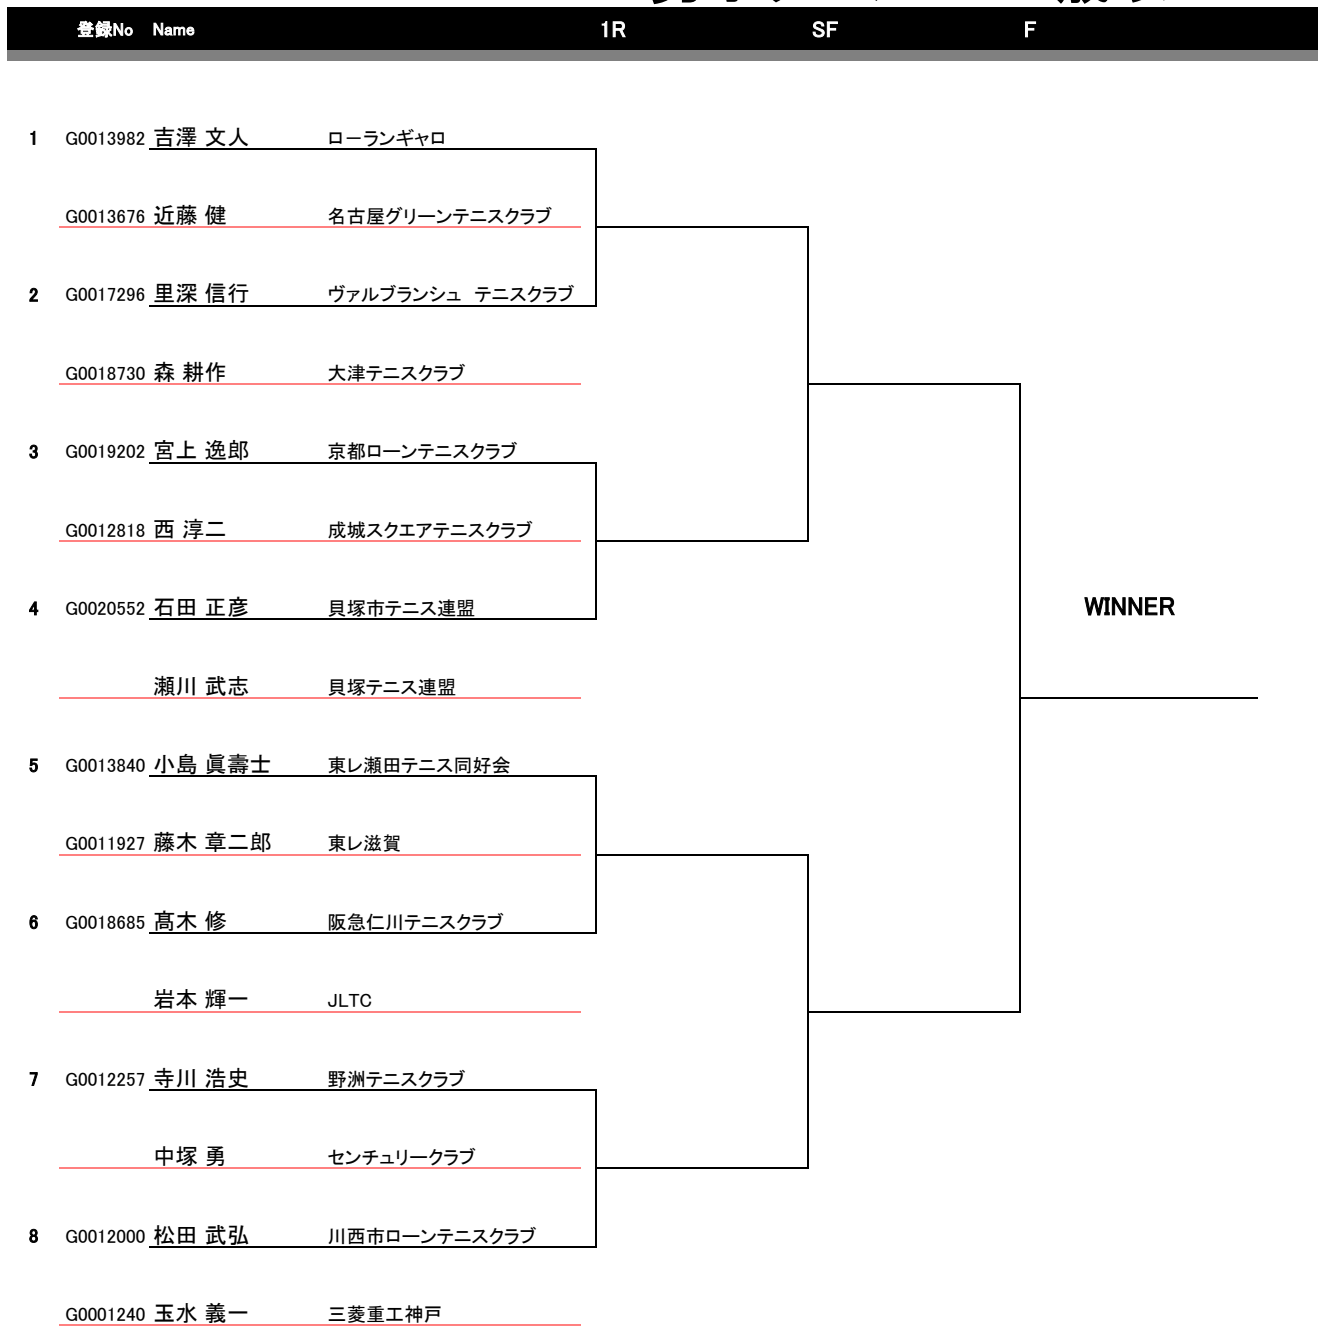 登録No Name 1R SF F
1 G0013982 吉澤 文人 ローランギャロ
G0013676 近藤 健 名古屋グリーンテニスクラブ
2 G0017296 里深 信行 ヴァルブランシュ テニスクラブ
G0018730 森 耕作 大津テニスクラブ
3 G0019202 宮上 逸郎 京都ローンテニスクラブ
G0012818 西 淳二 成城スクエアテニスクラブ
4 G0020552 石田 正彦 貝塚市テニス連盟 WINNER
瀬川 武志 貝塚テニス連盟
5 G0013840 小島 眞壽士 東レ瀬田テニス同好会
G0011927 藤木 章二郎 東レ滋賀
6 G0018685 髙木 修 阪急仁川テニスクラブ
岩本 輝一 JLTC
7 G0012257 寺川 浩史 野洲テニスクラブ
中塚 勇 センチュリークラブ
8 G0012000 松田 武弘 川西市ローンテニスクラブ
G0001240 玉水 義一 三菱重工神戸